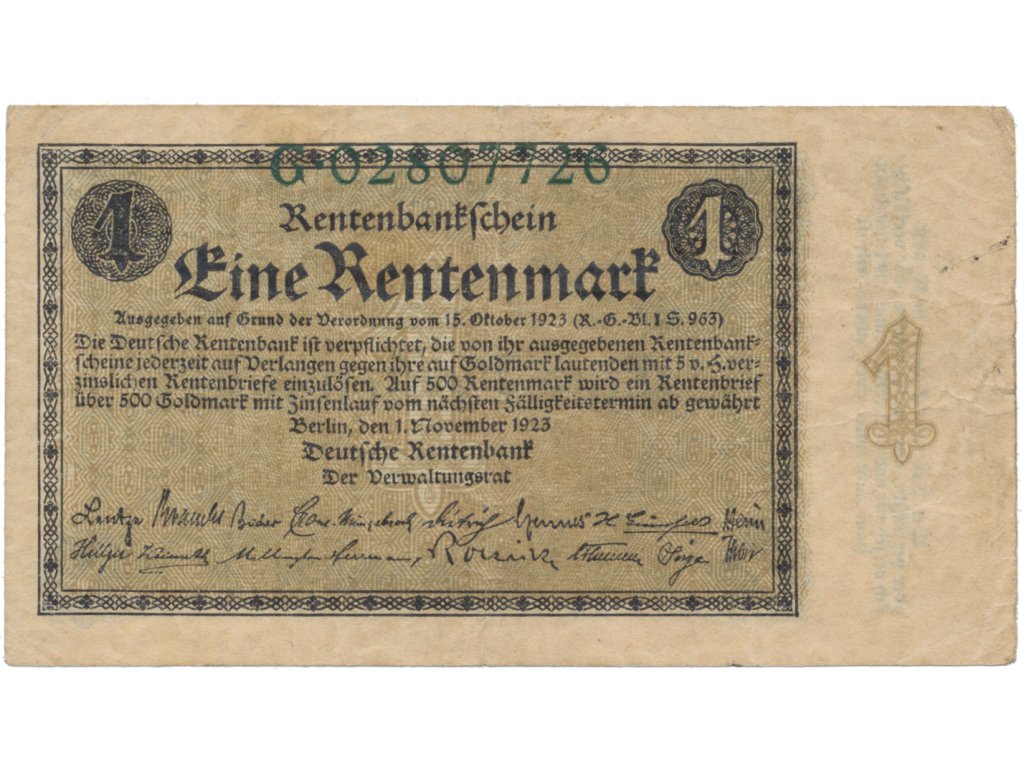 G·02807726
1 1
Rentenbankschein
Eine Rentenmark
Ausgegeben auf Grund der Verordnung vom 15. Oktober 1923 (R.-G.-Bl. I S. 963)
Die Deutsche Rentenbank ist verpflichtet, die von ihr ausgegebenen Rentenbank-
scheine jederzeit auf Verlangen gegen ihre auf Goldmark lautenden mit 5 v. H. ver-
zinslichen Rentenbriefe einzulösen. Auf 500 Rentenmark wird ein Rentenbrief
über 500 Goldmark mit Zinsenlauf vom nächsten Fälligkeitstermin ab gewährt
Berlin, den 1. November 1923
Deutsche Rentenbank
Der Verwaltungsrat
Lentze
Hilger
1